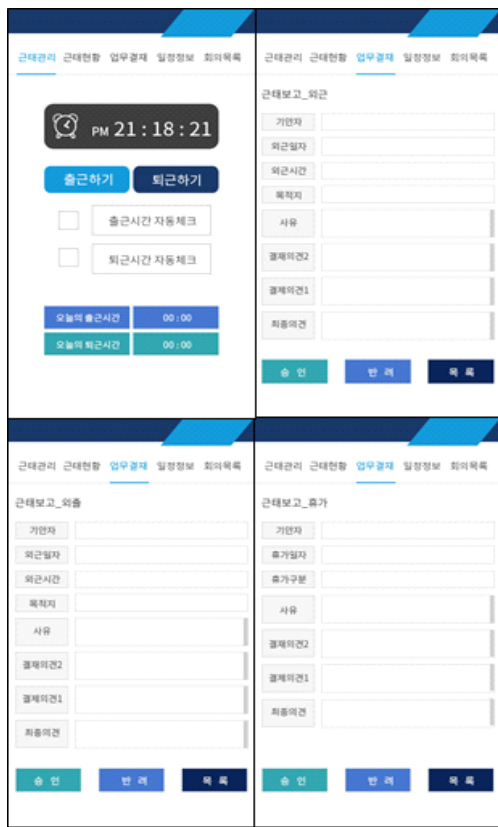 근태관리 근태현황 업무결재 일정정보 회의목록
PM 21 : 18 : 21
출근하기 퇴근하기
출근시간 자동체크
퇴근시간 자동체크
오늘의 출근시간 00 : 00
오늘의 퇴근시간 00 : 00
근태관리 근태현황 업무결재 일정정보 회의목록
근태보고_외근
기안자
외근일자
외근시간
목적지
사유
결재의견2
결제의견1
최종의견
승 인 반 려 목 록
근태관리 근태현황 업무결재 일정정보 회의목록
근태보고_외출
기안자
외근일자
외근시간
목적지
사유
결재의견2
결제의견1
최종의견
승 인 반 려 목 록
근태관리 근태현황 업무결재 일정정보 회의목록
근태보고_휴가
기안자
휴가일자
휴가구분
사유
결재의견2
결제의견1
최종의견
승 인 반 려 목 록